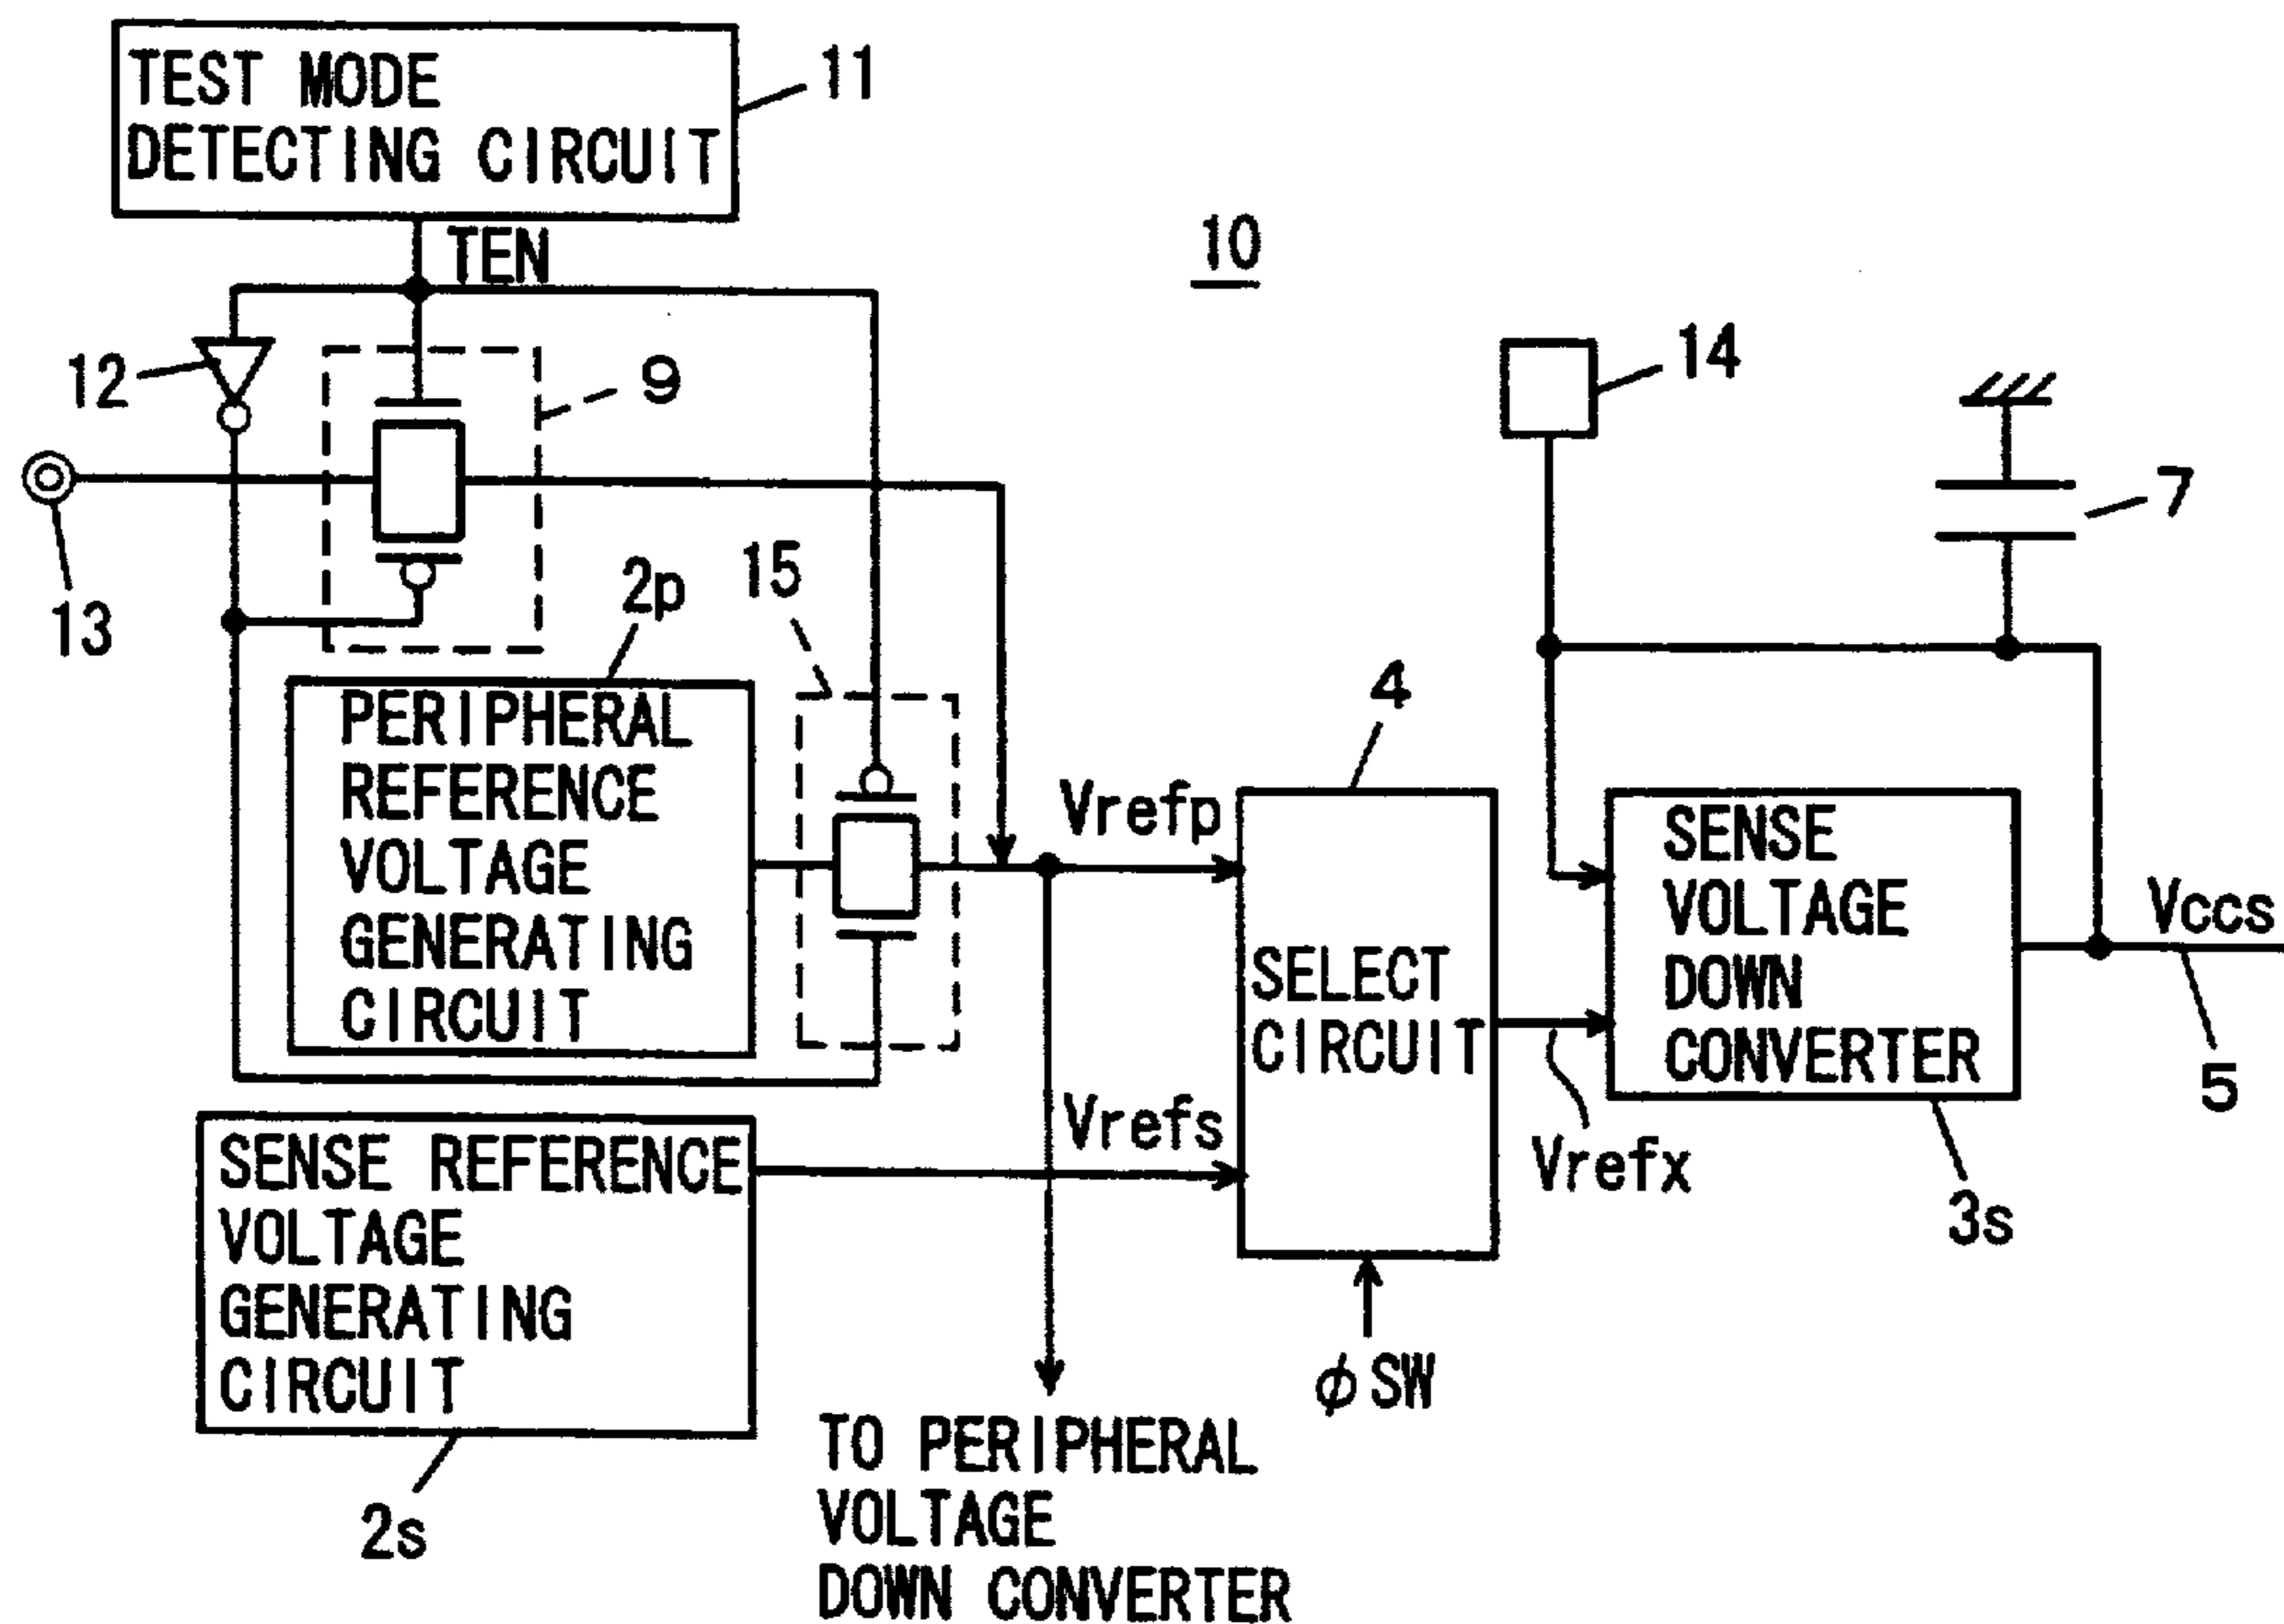 TEST MODE
DETECTING CIRCUIT
11
TEN
10
12
9
14
7
13
2p
15
PERIPHERAL
REFERENCE
VOLTAGE
GENERATING
CIRCUIT
Vrefp
4
SELECT
CIRCUIT
SENSE
VOLTAGE
DOWN
CONVERTER
Vccs
5
Vrefs
Vrefx
3s
SENSE REFERENCE
VOLTAGE
GENERATING
CIRCUIT
2s
φSW
TO PERIPHERAL
VOLTAGE
DOWN CONVERTER